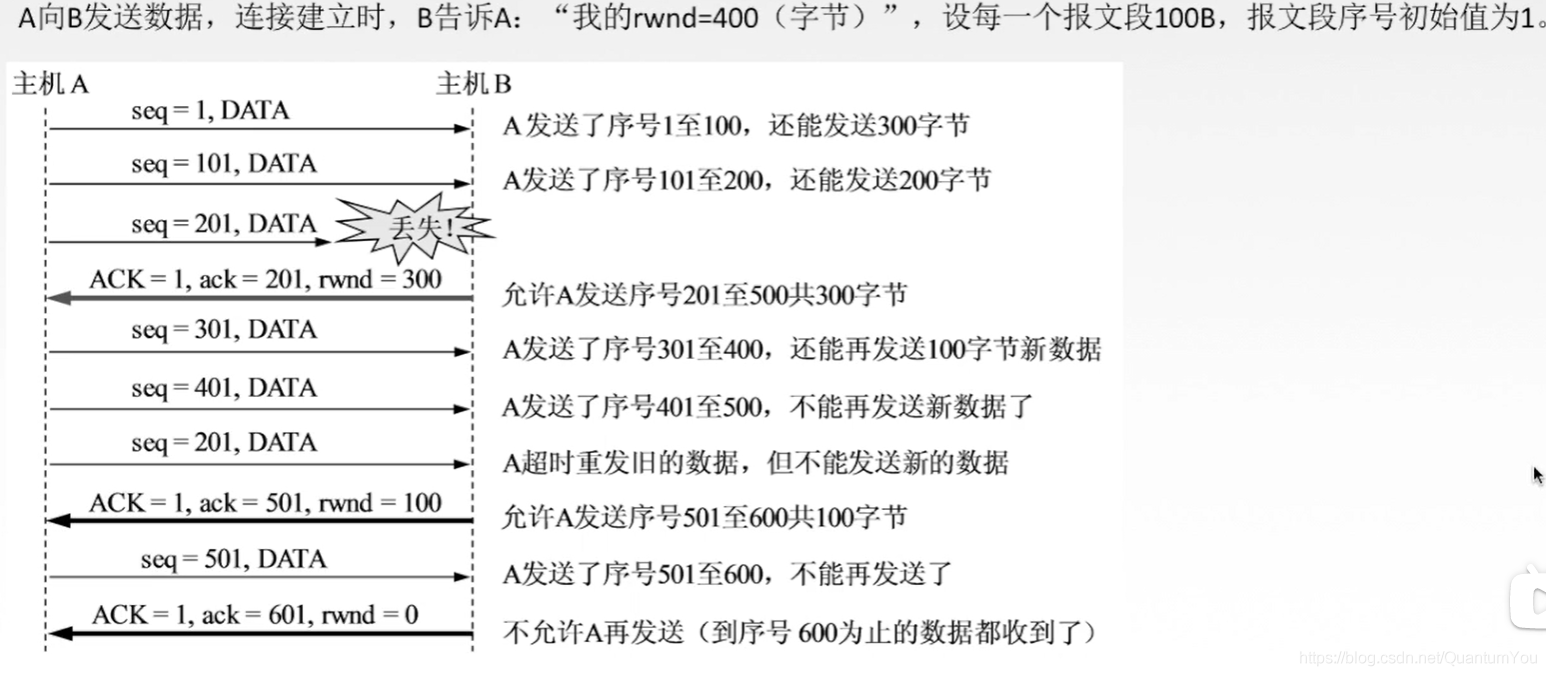 A向B发送数据，连接建立时，B告诉A：“我的rwnd=400（字节）”，设每一个报文段100B，报文段序号初始值为1。
主机 A 主机 B
seq = 1, DATA A 发送了序号1至100，还能发送300字节
seq = 101, DATA A发送了序号101至200，还能发送200字节
seq = 201, DATA 丢失!
ACK = 1, ack = 201, rwnd = 300 允许A发送序号201至500共300字节
seq = 301, DATA A发送了序号301至400，还能再发送100字节新数据
seq = 401, DATA A发送了序号401至500，不能再发送新数据了
seq = 201, DATA A超时重发旧的数据，但不能发送新的数据
ACK = 1, ack = 501, rwnd = 100 允许A发送序号501至600共100字节
seq = 501, DATA A发送了序号501至600，不能再发送了
ACK = 1, ack = 601, rwnd = 0 不允许A再发送（到序号 600为止的数据都收到了）
https://blog.csdn.net/QuantumYou